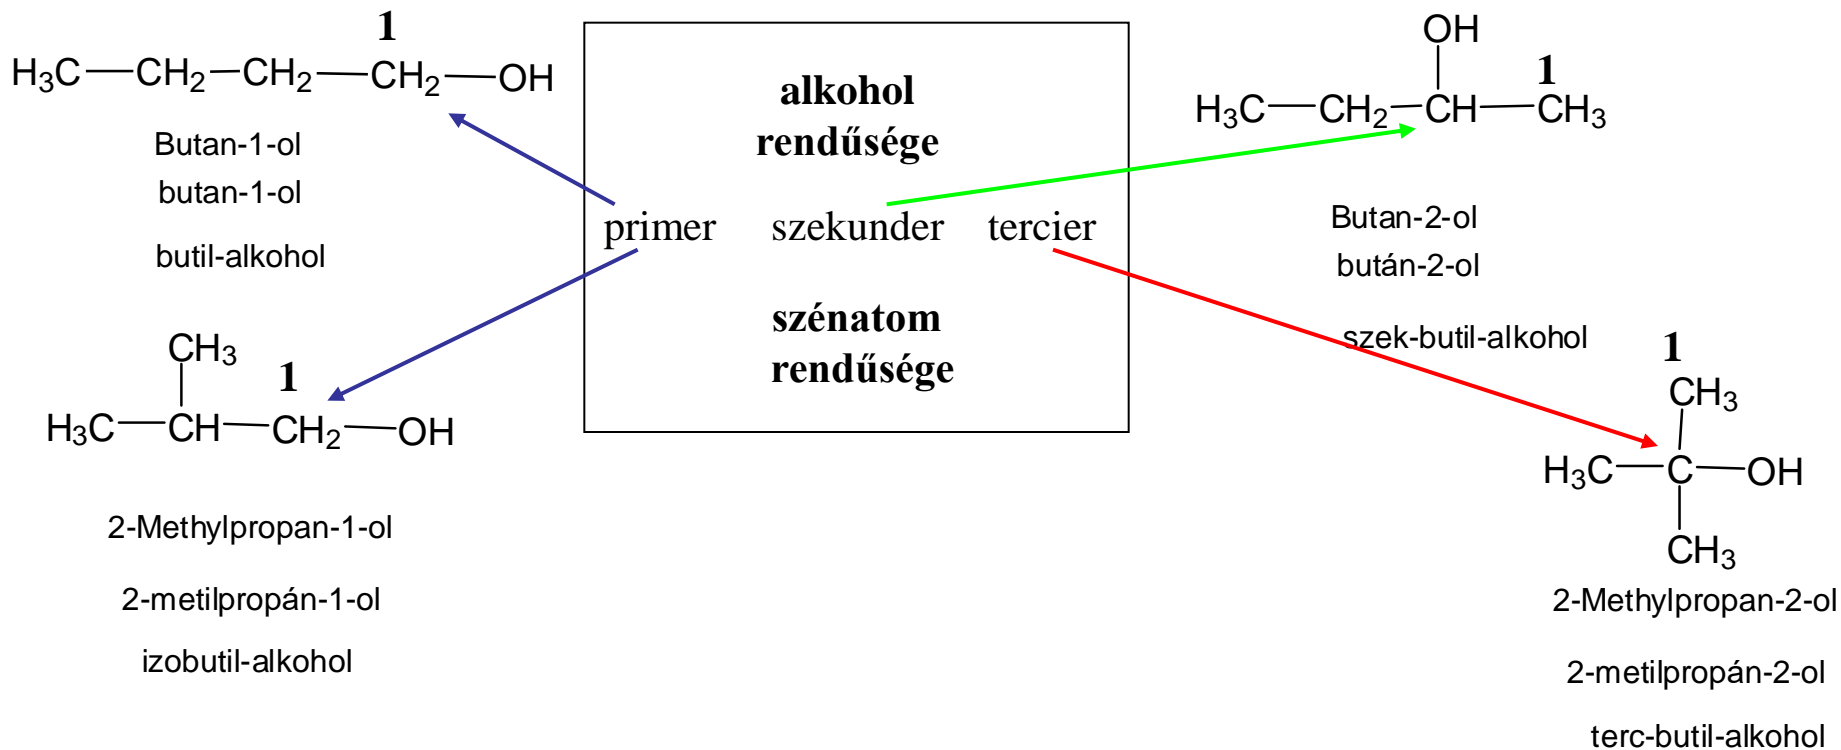 1
H3C—CH2—CH2—CH2—OH
Butan-1-ol
butan-1-ol
butil-alkohol
CH3
1
H3C—CH—CH2—OH
2-Methylpropan-1-ol
2-metilpropán-1-ol
izobutil-alkohol
alkohol
rendűsége
primer szekunder tercier
szénatom
rendűsége
OH
1
H3C—CH2—CH—CH3
Butan-2-ol
bután-2-ol
szek-butil-alkohol
1
CH3
H3C—C—OH
CH3
2-Methylpropan-2-ol
2-metilpropán-2-ol
terc-butil-alkohol